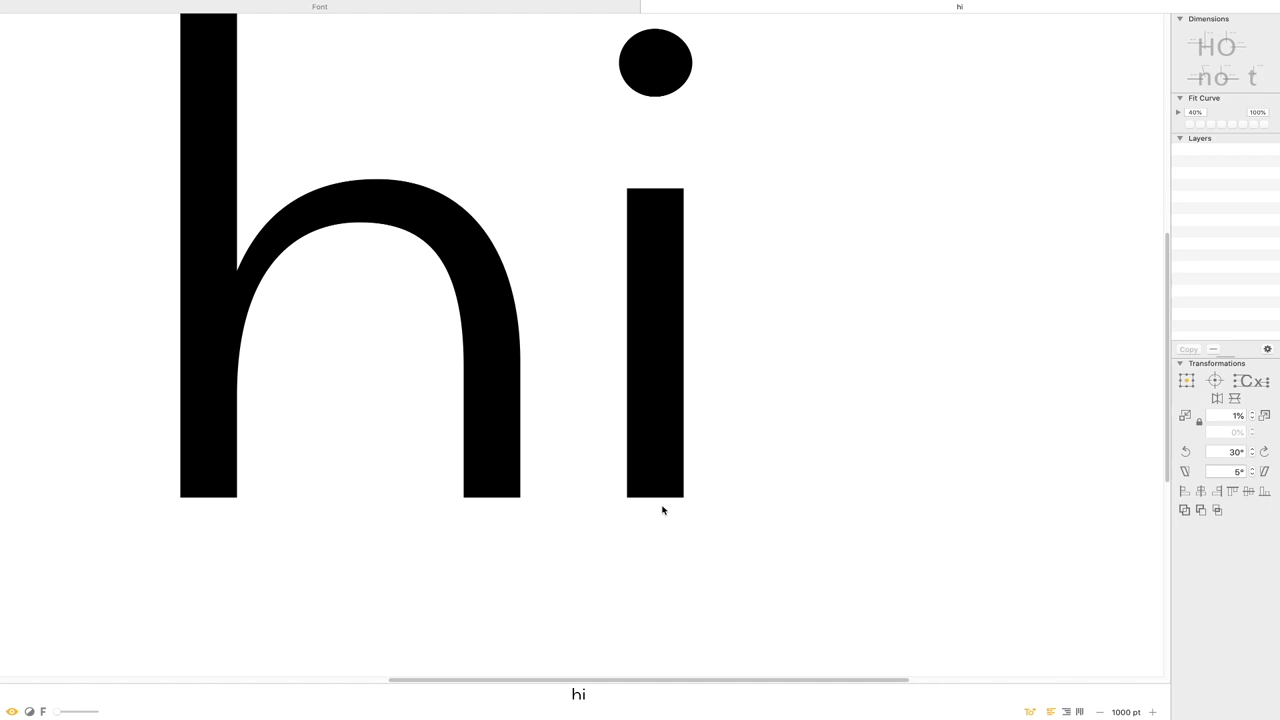 Font
hi
Dimensions
HO
no t
Fit Curve
40%
100%
hi
Layers
Copy
Transformations
Cx
1%
0%
30°
5°
hi
F
1000 pt